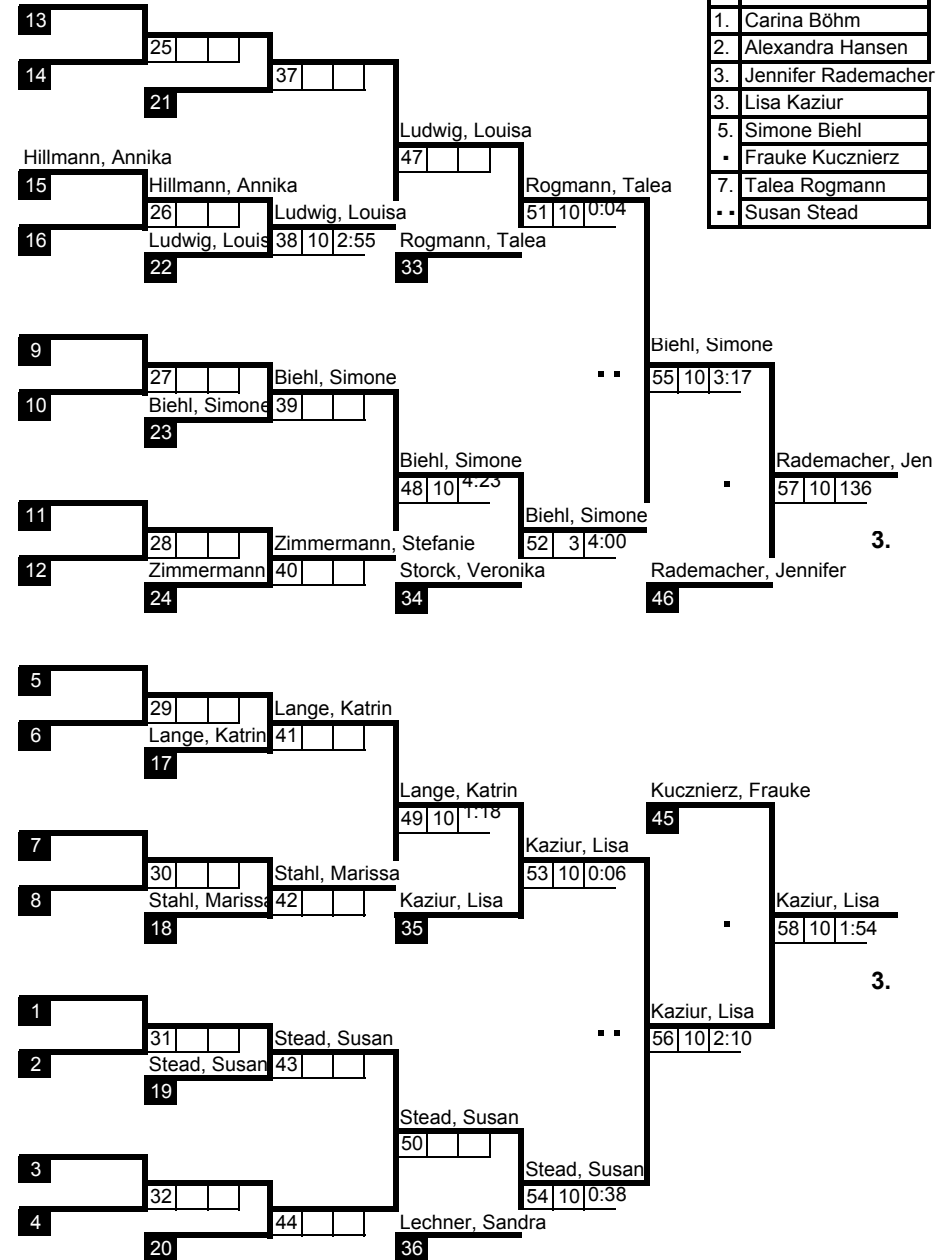 13
1. Carina Böhm
25
2. Alexandra Hansen
14
37
3. Jennifer Rademacher
21
3. Lisa Kaziur
Ludwig, Louisa
5. Simone Biehl
Hillmann, Annika
47
▪ Frauke Kucznierz
15
Hillmann, Annika
Rogmann, Talea
7. Talea Rogmann
26
Ludwig, Louisa
51 10 0:04
▪ ▪ Susan Stead
16
Ludwig, Louis
38 10 2:55
Rogmann, Talea
22
33
9
Biehl, Simone
27
Biehl, Simone
▪ ▪
55 10 3:17
10
Biehl, Simone
39
23
Biehl, Simone
Rademacher, Jen
48 10 4:23
▪
57 10 136
11
Biehl, Simone
28
Zimmermann, Stefanie
52 3 4:00
3.
12
Zimmermann
40
Storck, Veronika
Rademacher, Jennifer
24
34
46
5
29
Lange, Katrin
6
Lange, Katrin
41
17
Lange, Katrin
Kucznierz, Frauke
49 10 1:18
45
7
Kaziur, Lisa
30
Stahl, Marissa
53 10 0:06
8
Stahl, Marissa
42
Kaziur, Lisa
Kaziur, Lisa
18
35
▪
58 10 1:54
3.
1
Kaziur, Lisa
31
Stead, Susan
▪ ▪
56 10 2:10
2
Stead, Susan
43
19
Stead, Susan
50
3
Stead, Susan
32
54 10 0:38
4
44
Lechner, Sandra
20
36